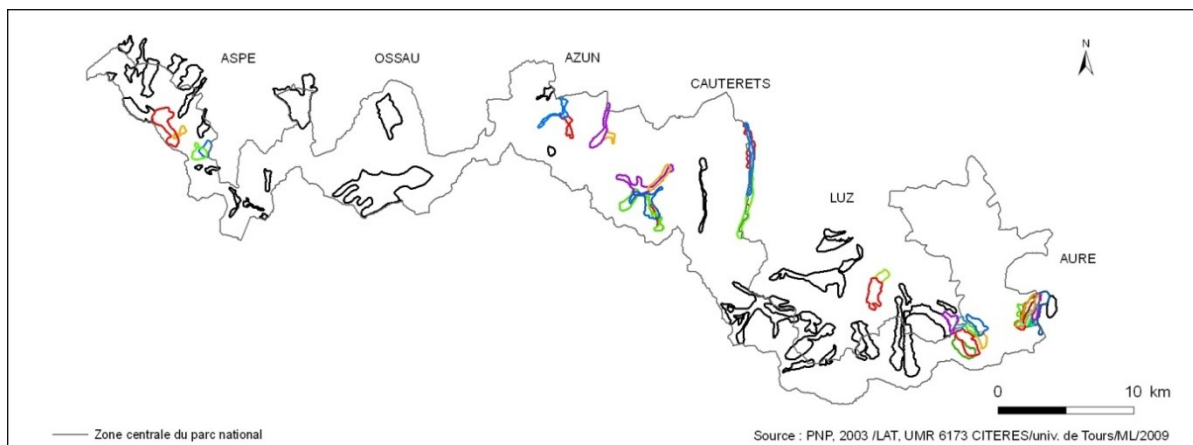 ASPE
OSSAU
AZUN
N
CAUTERETS
LUZ
AURE
0 10 km
Zone centrale du parc national
Source : PNP, 2003 /LAT, UMR 6173 CITERES/univ. de Tours/ML/2009